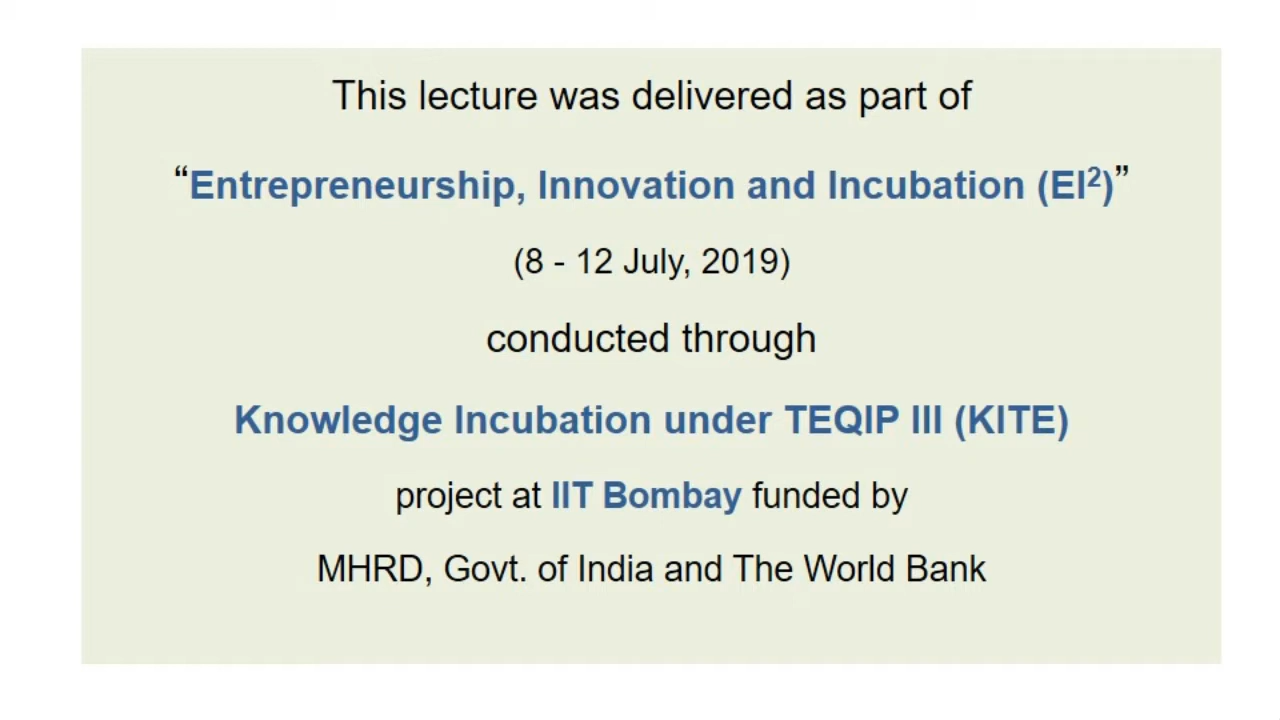 This lecture was delivered as part of
“Entrepreneurship, Innovation and Incubation (EI²)”
(8 - 12 July, 2019)
conducted through
Knowledge Incubation under TEQIP III (KITE)
project at IIT Bombay funded by
MHRD, Govt. of India and The World Bank